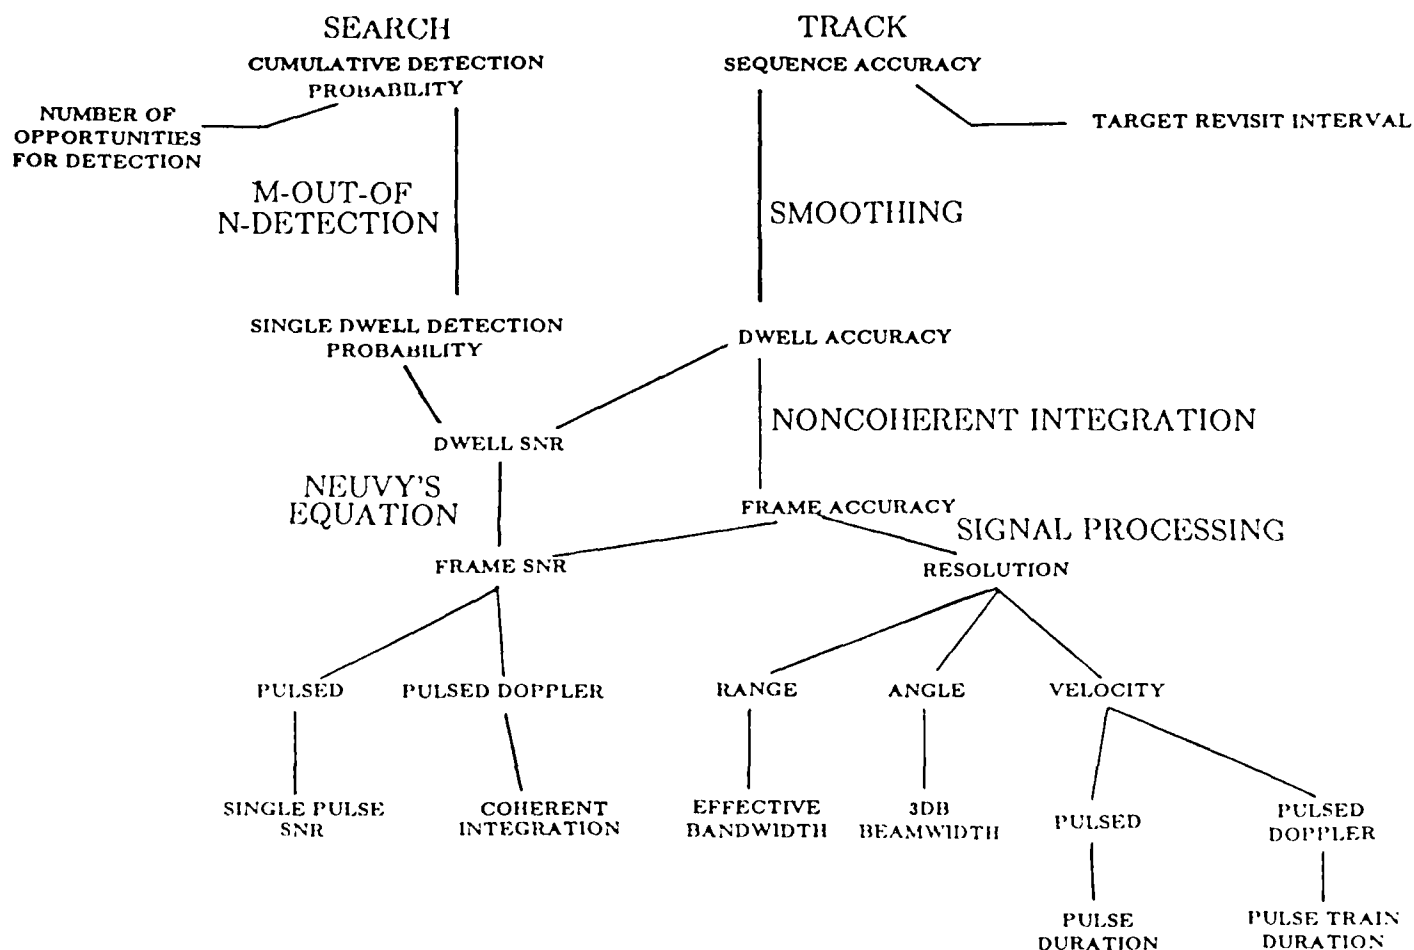 SEARCH
CUMULATIVE DETECTION
PROBABILITY
TRACK
SEQUENCE ACCURACY
NUMBER OF
OPPORTUNITIES
FOR DETECTION
TARGET REVISIT INTERVAL
M-OUT-OF
N-DETECTION
SMOOTHING
SINGLE DWELL DETECTION
PROBABILITY
DWELL ACCURACY
DWELL SNR
NONCOHERENT INTEGRATION
NEUVY'S
EQUATION
FRAME ACCURACY
SIGNAL PROCESSING
FRAME SNR
RESOLUTION
PULSED
PULSED DOPPLER
RANGE
ANGLE
VELOCITY
SINGLE PULSE
SNR
COHERENT
INTEGRATION
EFFECTIVE
BANDWIDTH
3DB
BEAMWIDTH
PULSED
PULSED
DOPPLER
PULSE
DURATION
PULSE TRAIN
DURATION